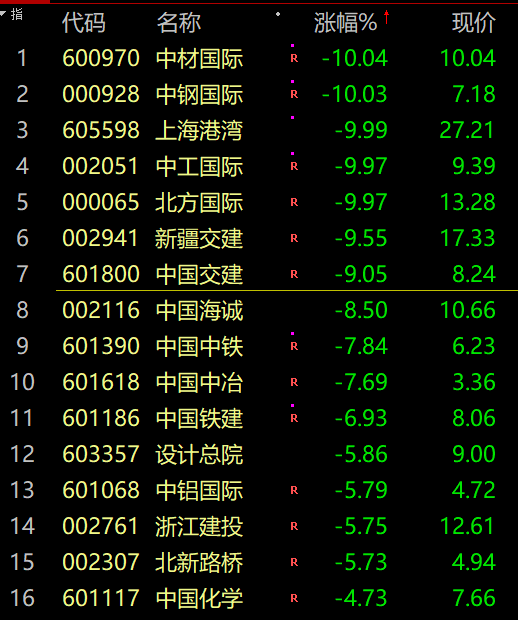 指
代码 名称 涨幅%↑ 现价
1 600970 中材国际 R -10.04 10.04
2 000928 中钢国际 R -10.03 7.18
3 605598 上海港湾 -9.99 27.21
4 002051 中工国际 R -9.97 9.39
5 000065 北方国际 R -9.97 13.28
6 002941 新疆交建 R -9.55 17.33
7 601800 中国交建 R -9.05 8.24
8 002116 中国海诚 -8.50 10.66
9 601390 中国中铁 R -7.84 6.23
10 601618 中国中冶 R -7.69 3.36
11 601186 中国铁建 R -6.93 8.06
12 603357 设计总院 -5.86 9.00
13 601068 中铝国际 R -5.79 4.72
14 002761 浙江建投 R -5.75 12.61
15 002307 北新路桥 R -5.73 4.94
16 601117 中国化学 R -4.73 7.66